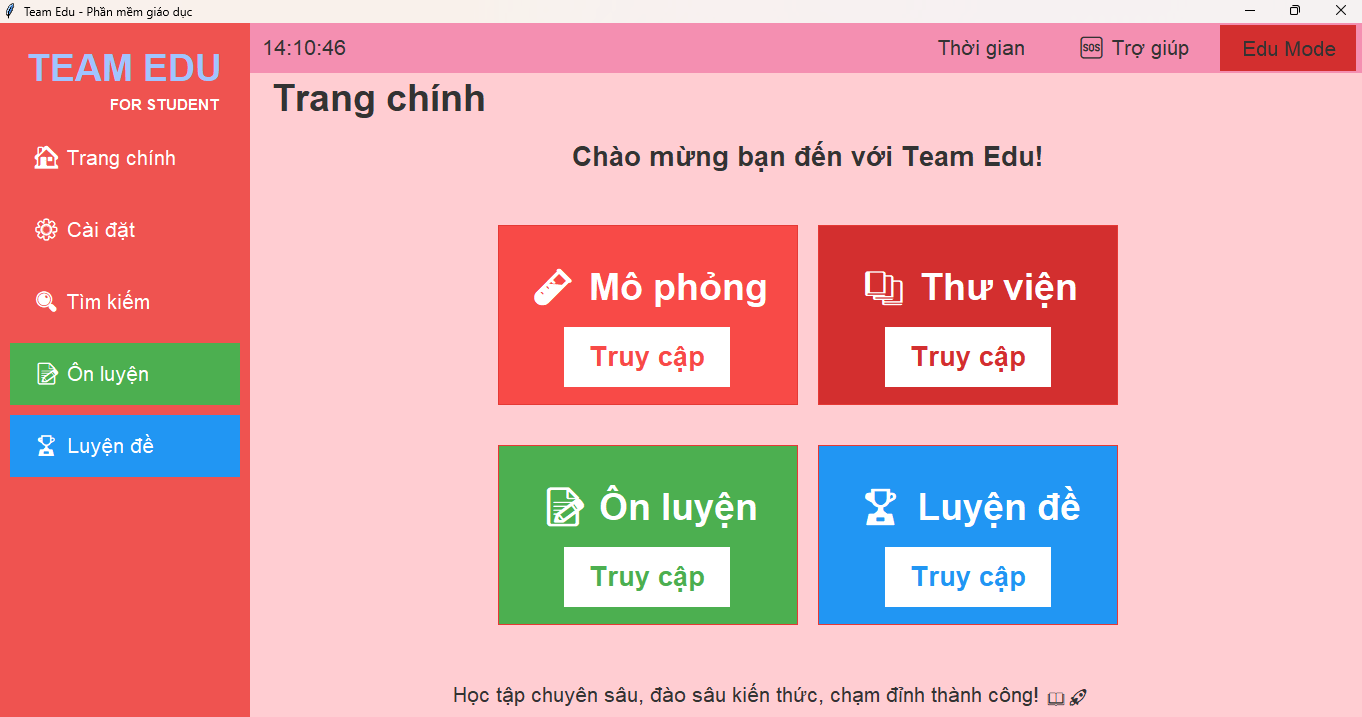 Team Edu - Phần mềm giáo dục
TEAM EDU
FOR STUDENT
Trang chính
Cài đặt
Tìm kiếm
Ôn luyện
Luyện đề
14:10:46
Thời gian
SOS Trợ giúp
Edu Mode
Trang chính
Chào mừng bạn đến với Team Edu!
Mô phỏng
Truy cập
Thư viện
Truy cập
Ôn luyện
Truy cập
Luyện đề
Truy cập
Học tập chuyên sâu, đào sâu kiến thức, chạm đỉnh thành công!